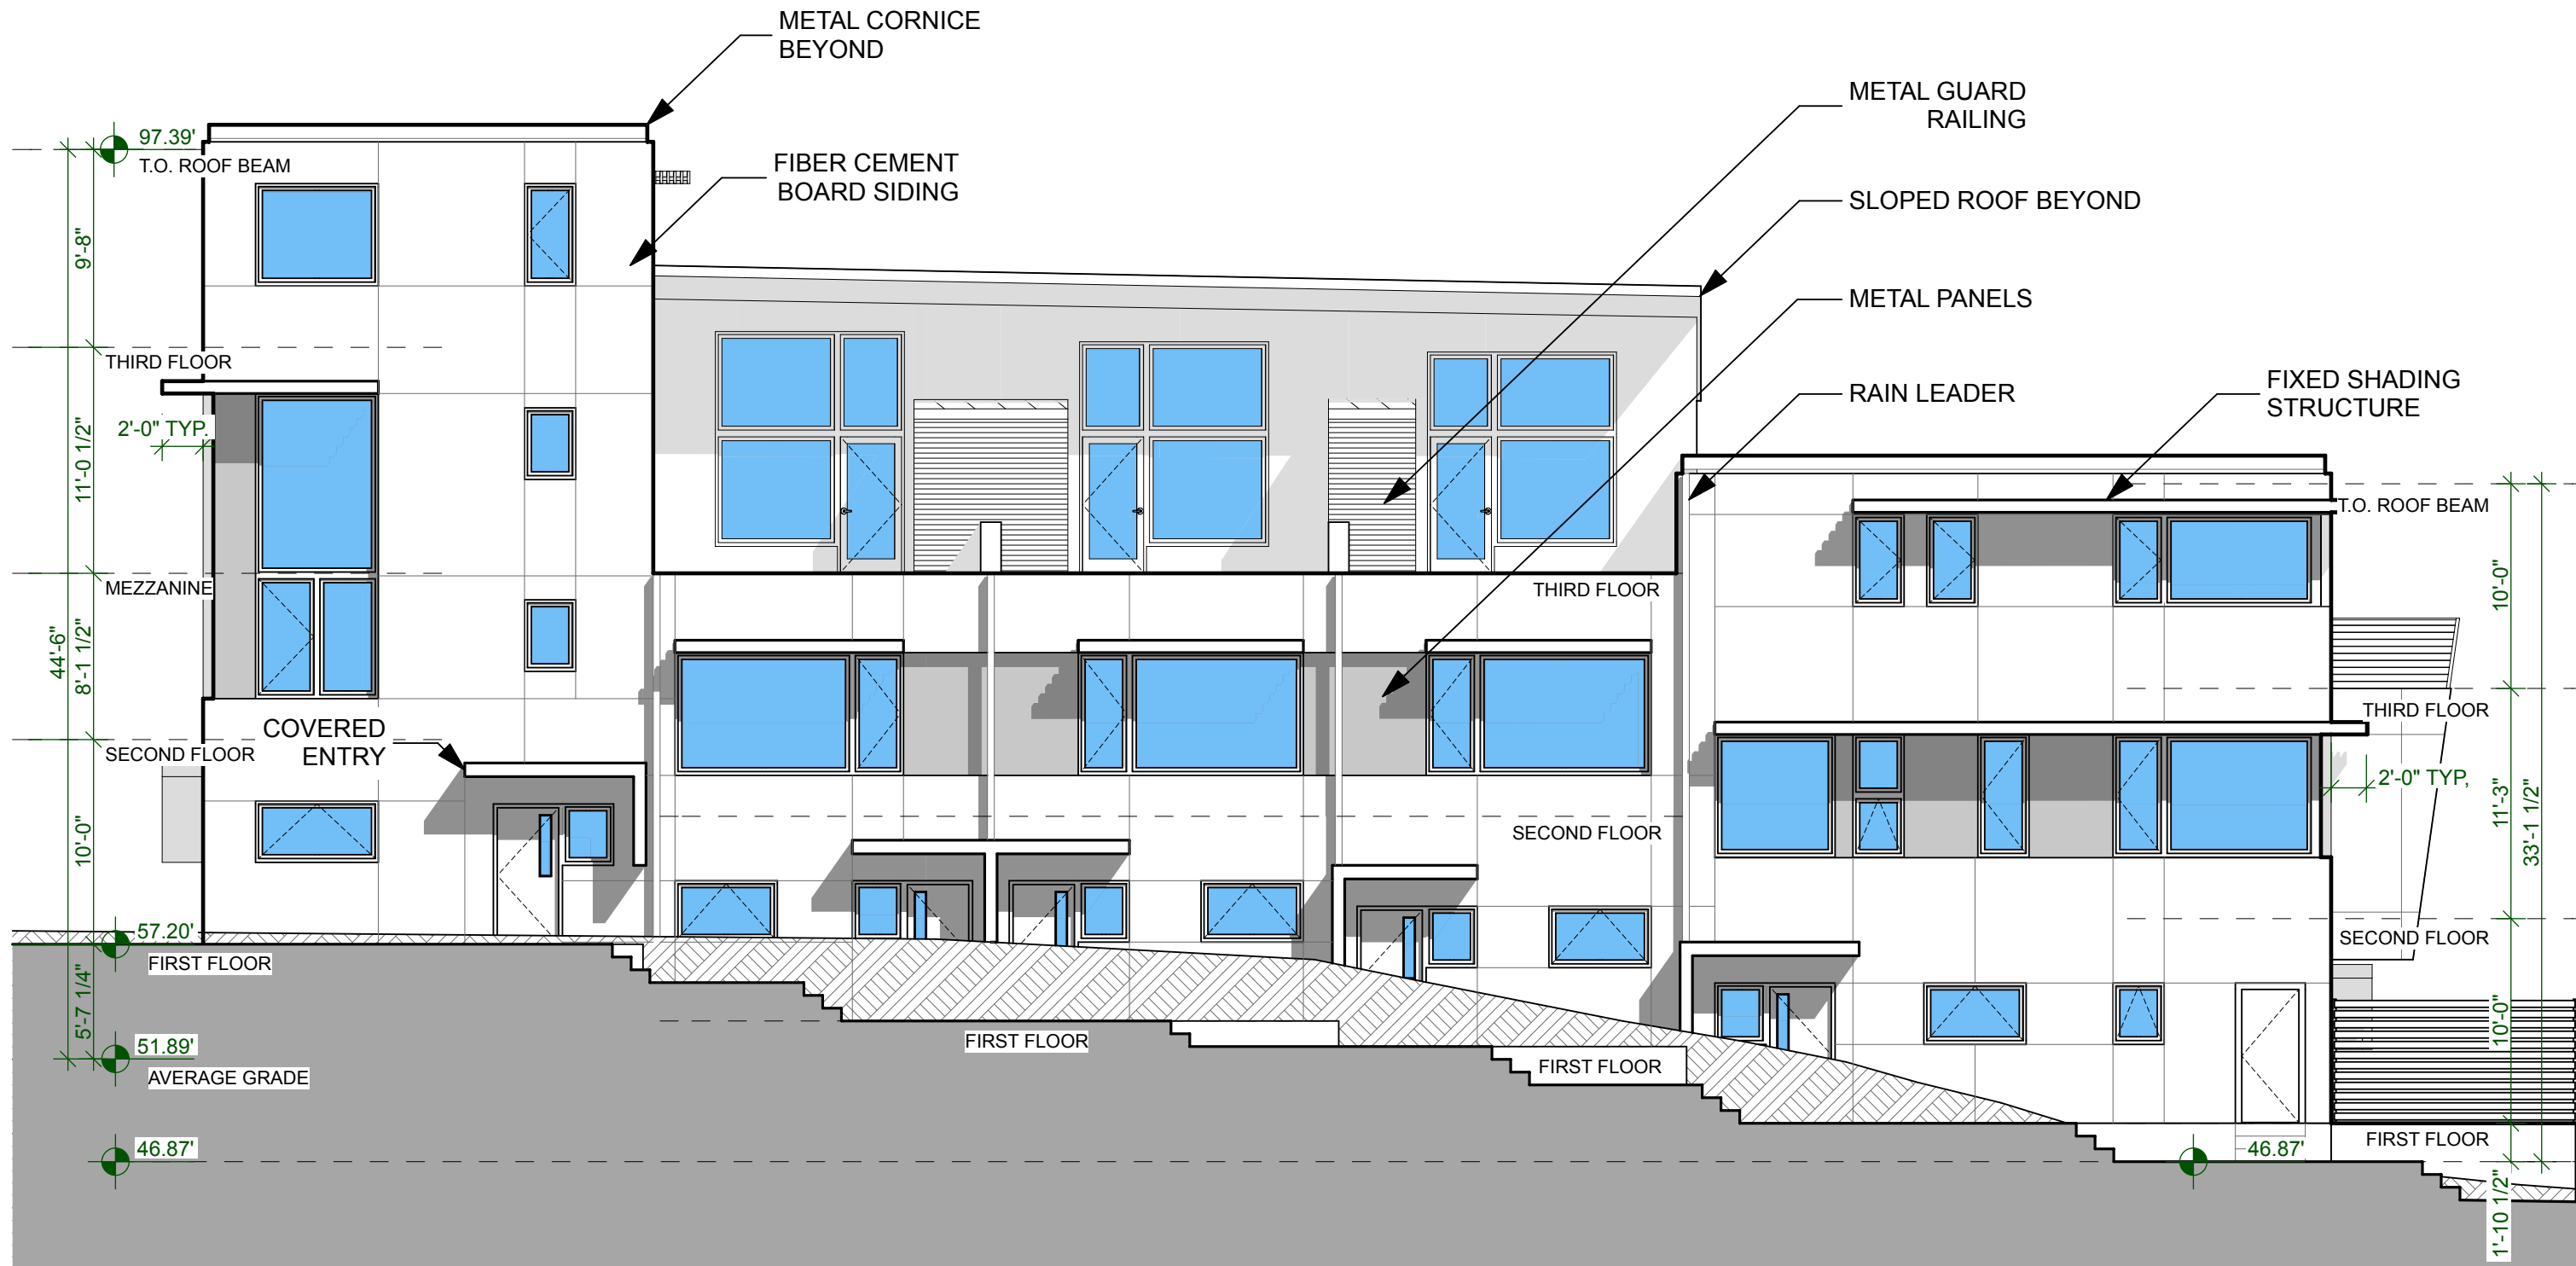 METAL CORNICE
BEYOND
METAL GUARD
RAILING
97.39'
T.O. ROOF BEAM
FIBER CEMENT
BOARD SIDING
SLOPED ROOF BEYOND
9'-8"
METAL PANELS
THIRD FLOOR
RAIN LEADER
FIXED SHADING
STRUCTURE
2'-0" TYP.
11'-0 1/2"
T.O. ROOF BEAM
MEZZANINE
THIRD FLOOR
10'-0"
44'-6"
8'-1 1/2"
COVERED
ENTRY
THIRD FLOOR
SECOND FLOOR
2'-0" TYP,
11'-3"
33'-1 1/2"
SECOND FLOOR
10'-0"
57.20'
FIRST FLOOR
SECOND FLOOR
5'-7 1/4"
51.89'
AVERAGE GRADE
FIRST FLOOR
FIRST FLOOR
10'-0"
46.87'
46.87'
FIRST FLOOR
1'-10 1/2"